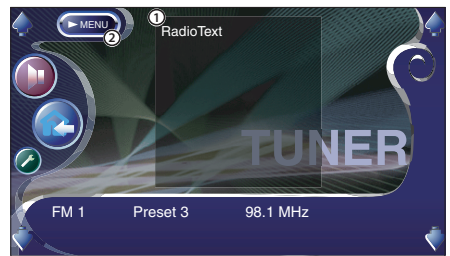 ►MENU
①
②
RadioText
TUNER
FM 1 Preset 3 98.1 MHz